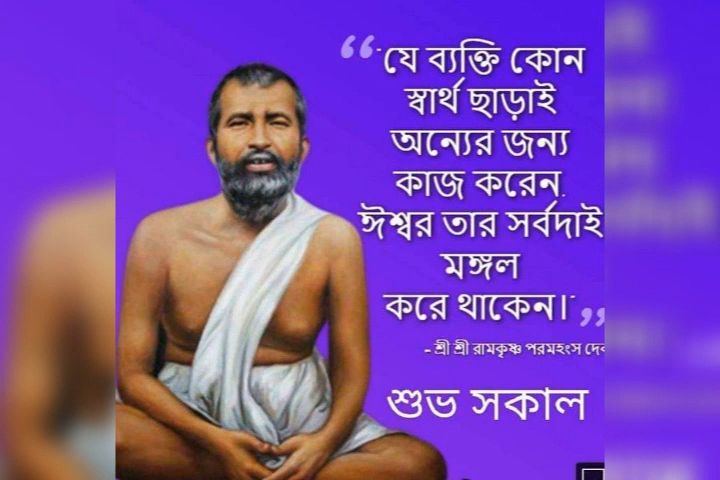 “"যে ব্যক্তি কোন
স্বার্থ ছাড়াই
অন্যের জন্য
কাজ করেন.
ঈশ্বর তার সর্বদাই
মঙ্গল
করে থাকেন।"”
- শ্রী শ্রী রামকৃষ্ণ পরমহংস দেব
শুভ সকাল